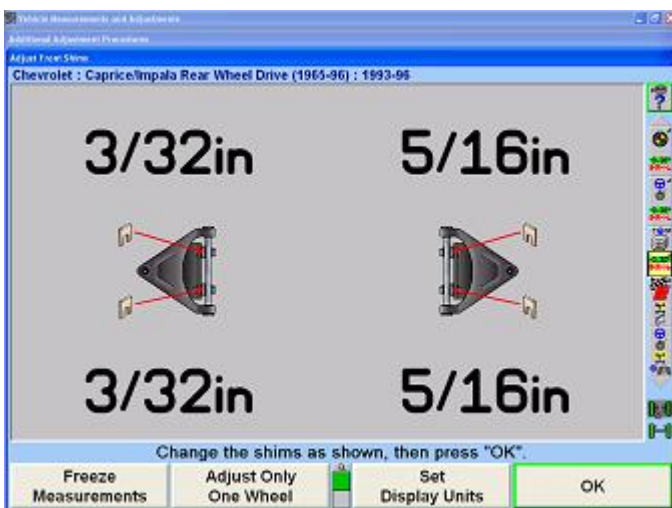 Vehicle Measurements and Adjustments
Additional Adjustment Procedures
Adjust Front Shims
Chevrolet : Caprice/Impala Rear Wheel Drive (1965-96) : 1993-96
3/32in 5/16in
3/32in 5/16in
Change the shims as shown, then press "OK".
Freeze Measurements
Adjust Only One Wheel
Set Display Units
OK